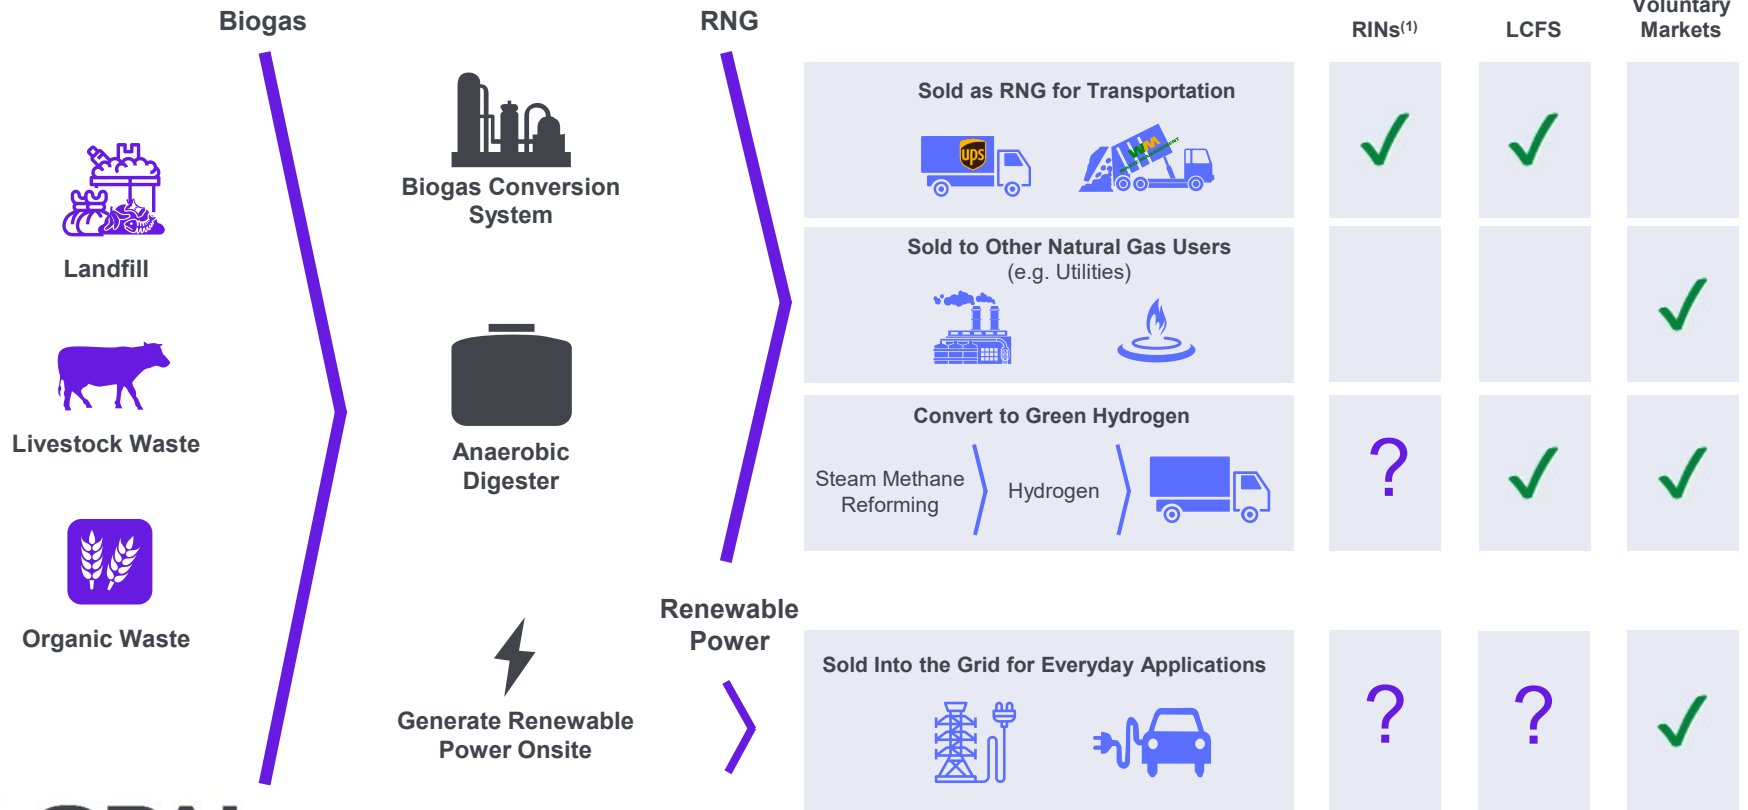 Biogas
RNG
RINs(1)
LCFS
Voluntary
Markets
Landfill
Livestock Waste
Organic Waste
Biogas Conversion
System
Anaerobic
Digester
Generate Renewable
Power Onsite
Renewable
Power
Sold as RNG for Transportation
ups
WM
Sold to Other Natural Gas Users
(e.g. Utilities)
Convert to Green Hydrogen
Steam Methane
Reforming
Hydrogen
?
Sold Into the Grid for Everyday Applications
?
?